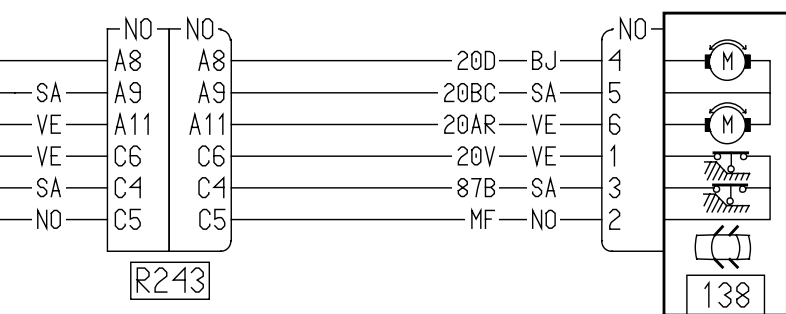 NO NO NO
A8 A8 20D BJ 4 M
SA A9 A9 20BC SA 5
VE A11 A11 20AR VE 6 M
VE C6 C6 20V VE 1
SA C4 C4 87B SA 3
NO C5 C5 MF NO 2
R243 138